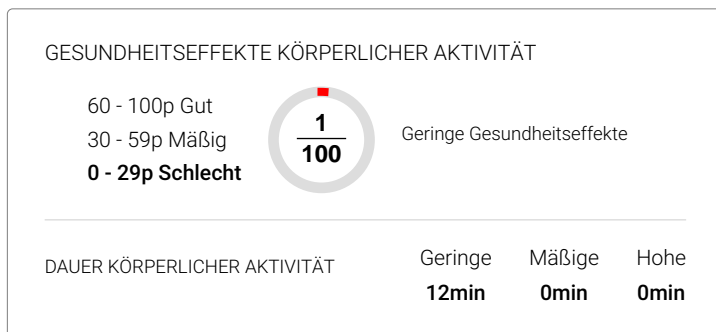 GESUNDHEITSEFFEKTE KÖRPERLICHER AKTIVITÄT
60 - 100p Gut
30 - 59p Mäßig
0 - 29p Schlecht
1
100
Geringe Gesundheitseffekte
DAUER KÖRPERLICHER AKTIVITÄT
Geringe Mäßige Hohe
12min 0min 0min